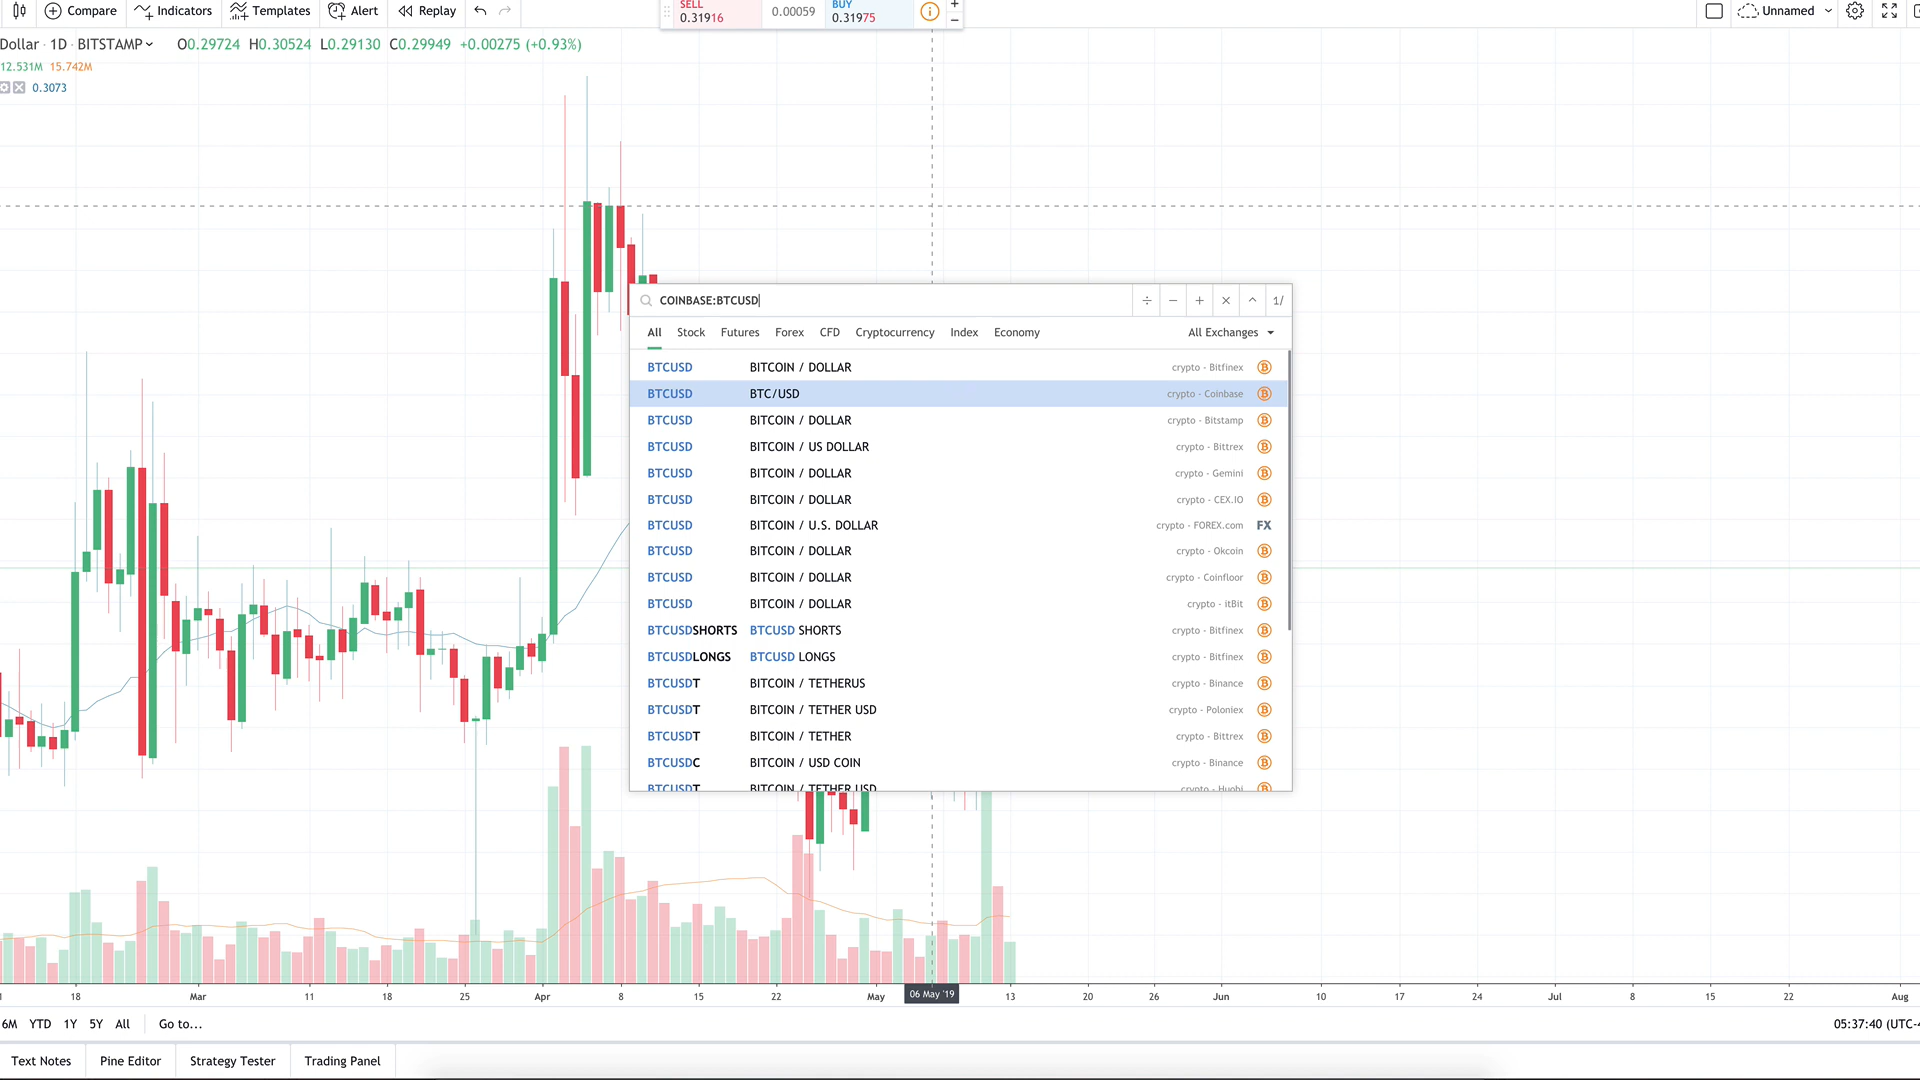 Compare Indicators Templates Alert Replay
SELL
0.31916
0.00059
BUY
0.31975
Unnamed
Dollar · 1D · BITSTAMP
O0.29724 H0.30524 L0.29130 C0.29949 +0.00275 (+0.93%)
12.531M 15.742M
0.3073
COINBASE:BTCUSD
÷ − + × ^ 1/
All Stock Futures Forex CFD Cryptocurrency Index Economy All Exchanges
BTCUSD BITCOIN / DOLLAR crypto - Bitfinex
BTCUSD BTC/USD crypto - Coinbase
BTCUSD BITCOIN / DOLLAR crypto - Bitstamp
BTCUSD BITCOIN / US DOLLAR crypto - Bittrex
BTCUSD BITCOIN / DOLLAR crypto - Gemini
BTCUSD BITCOIN / DOLLAR crypto - CEX.IO
BTCUSD BITCOIN / U.S. DOLLAR crypto - FOREX.com FX
BTCUSD BITCOIN / DOLLAR crypto - Okcoin
BTCUSD BITCOIN / DOLLAR crypto - Coinfloor
BTCUSD BITCOIN / DOLLAR crypto - itBit
BTCUSDSHORTS BTCUSD SHORTS crypto - Bitfinex
BTCUSDLONGS BTCUSD LONGS crypto - Bitfinex
BTCUSDT BITCOIN / TETHERUS crypto - Binance
BTCUSDT BITCOIN / TETHER USD crypto - Poloniex
BTCUSDT BITCOIN / TETHER crypto - Bittrex
BTCUSDC BITCOIN / USD COIN crypto - Binance
BTCUSDT BITCOIN / TETHER USD crypto - Huobi
18 Mar 11 18 25 Apr 8 15 22 May 06 May '19 13 20 26 Jun 10 17 24 Jul 8 15 22 Aug
6M YTD 1Y 5Y All Go to... 05:37:40 (UTC-4
Text Notes Pine Editor Strategy Tester Trading Panel